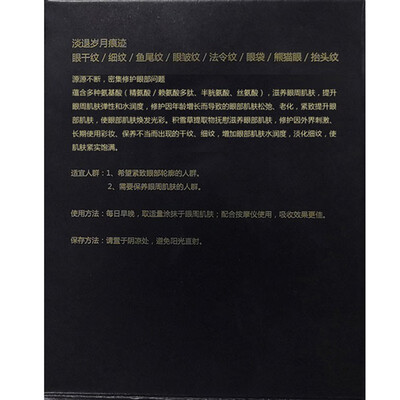 淡退岁月痕迹
眼干纹 / 细纹 / 鱼尾纹 / 眼皱纹 / 法令纹 / 眼袋 / 熊猫眼 / 抬头纹
源源不断，密集修护眼部问题
蕴含多种氨基酸（精氨酸 / 赖氨酸多肽、半胱氨酸、丝氨酸），滋养眼周肌肤，提升
眼周肌肤弹性和水润度，修护因年龄增长而导致的眼部肌肤松弛、老化，紧致提升眼
部肌肤，使眼部肌肤焕发光彩。积雪草提取物抚慰滋养眼部肌肤，修护因外界刺激、
长期使用彩妆、保养不当而出现的干纹、细纹，增加眼部肌肤水润度，淡化细纹，使
肌肤紧实饱满。
适宜人群：1、希望紧致眼部轮廓的人群。
2、需要保养眼周肌肤的人群。
使用方法：每日早晚，取适量涂抹于眼周肌肤；配合按摩仪使用，吸收效果更佳。
保存方法：请置于阴凉处，避免阳光直射。